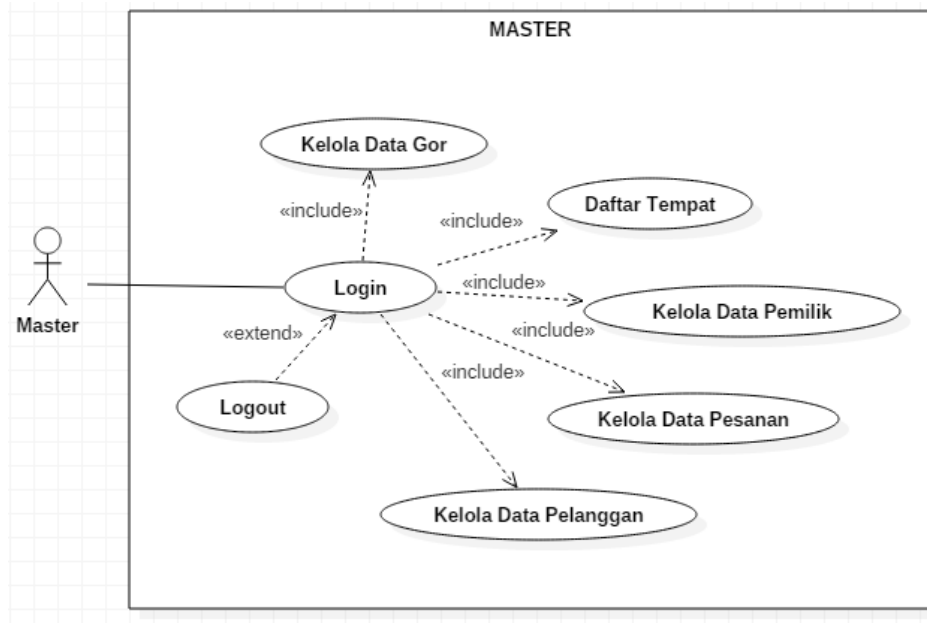 MASTER
Kelola Data Gor
«include»
Daftar Tempat
«include»
Login
«include»
Kelola Data Pemilik
Master
«extend»
«include»
«include»
Logout
Kelola Data Pesanan
Kelola Data Pelanggan